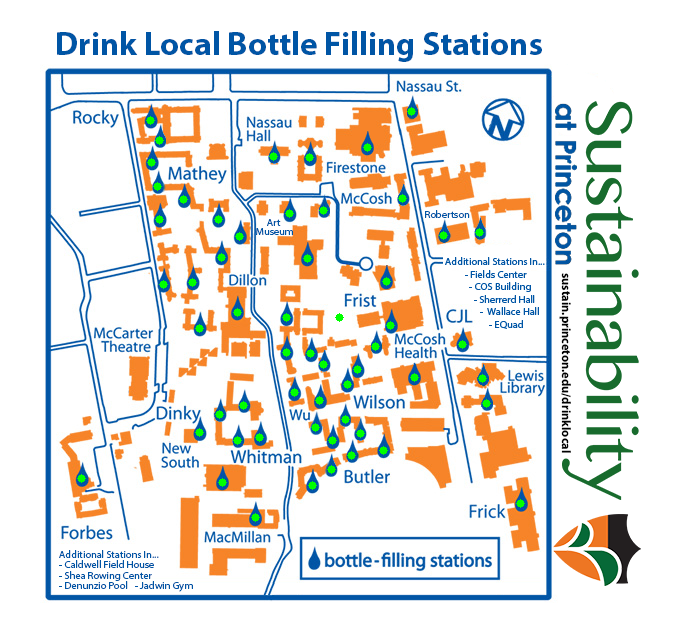 Drink Local Bottle Filling Stations
Nassau St.
Rocky
Nassau
Hall
N
Firestone
Mathey
McCosh
Art
Museum
Robertson
Additional Stations In...
- Fields Center
- COS Building
- Sherrerd Hall
- Wallace Hall
- EQuad
Dillon
Frist
CJL
McCarter
Theatre
McCosh
Health
Lewis
Library
Dinky
Wu
Wilson
New
South
Whitman
Butler
Forbes
MacMillan
Frick
Additional Stations In...
- Caldwell Field House
- Shea Rowing Center
- Denunzio Pool - Jadwin Gym
bottle-filling stations
Sustainability
at Princeton
sustain.princeton.edu/drinklocal